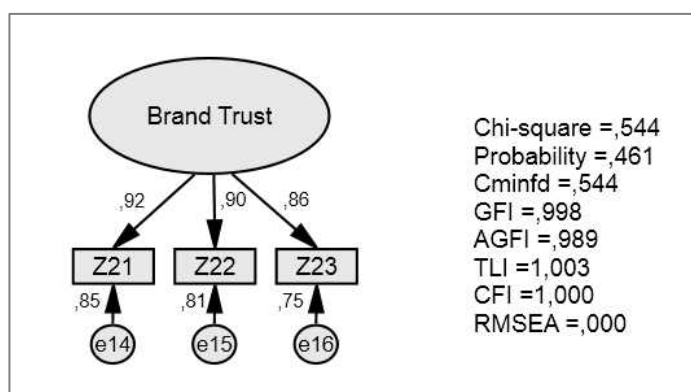 Brand Trust
,92 ,90 ,86
Z21 Z22 Z23
,85 ,81 ,75
e14 e15 e16
Chi-square =,544
Probability =,461
Cminfd =,544
GFI =,998
AGFI =,989
TLI =1,003
CFI =1,000
RMSEA =,000